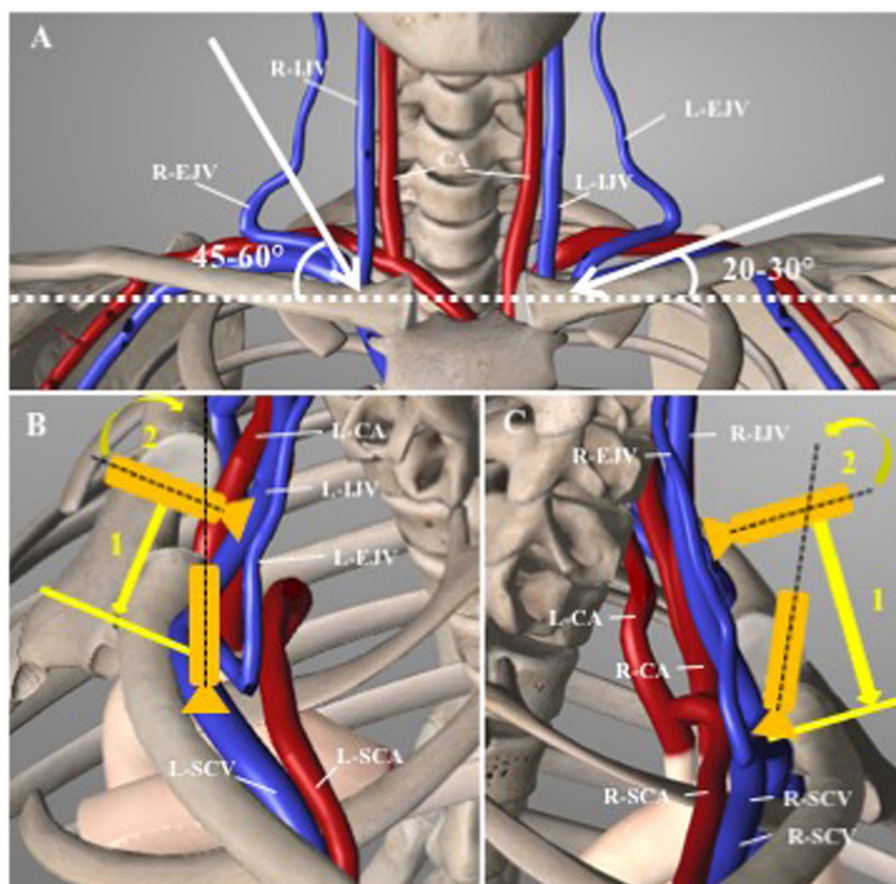 A
R-IJV
L-EJV
R-EJV
CA
L-IJV
45-60°
20-30°
B
2
L-CA
L-IJV
1
L-EJV
L-SCV
L-SCA
C
R-IJV
R-EJV
2
1
L-CA
R-CA
R-SCA
R-SCV
R-SCV